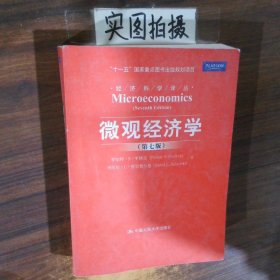 实图拍摄
"十一五"国家重点图书出版规划项目
PEARSON
经济科学译丛
Microeconomics
(Seventh Edition)
微观经济学
(第七版)
中国人民大学出版社